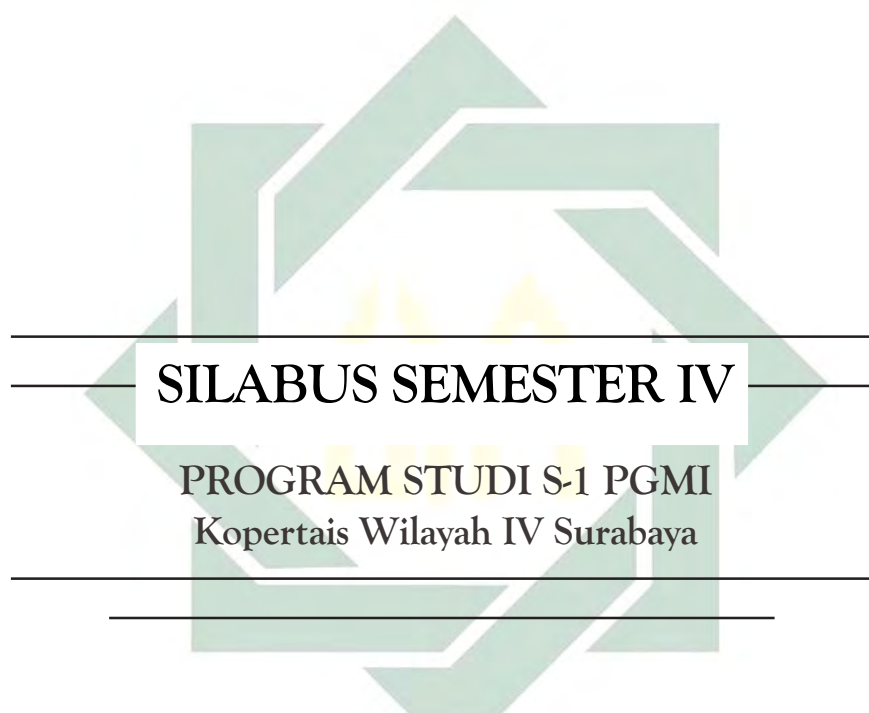 SILABUS SEMESTER IV
PROGRAM STUDI S-1 PGMI
Kopertais Wilayah IV Surabaya